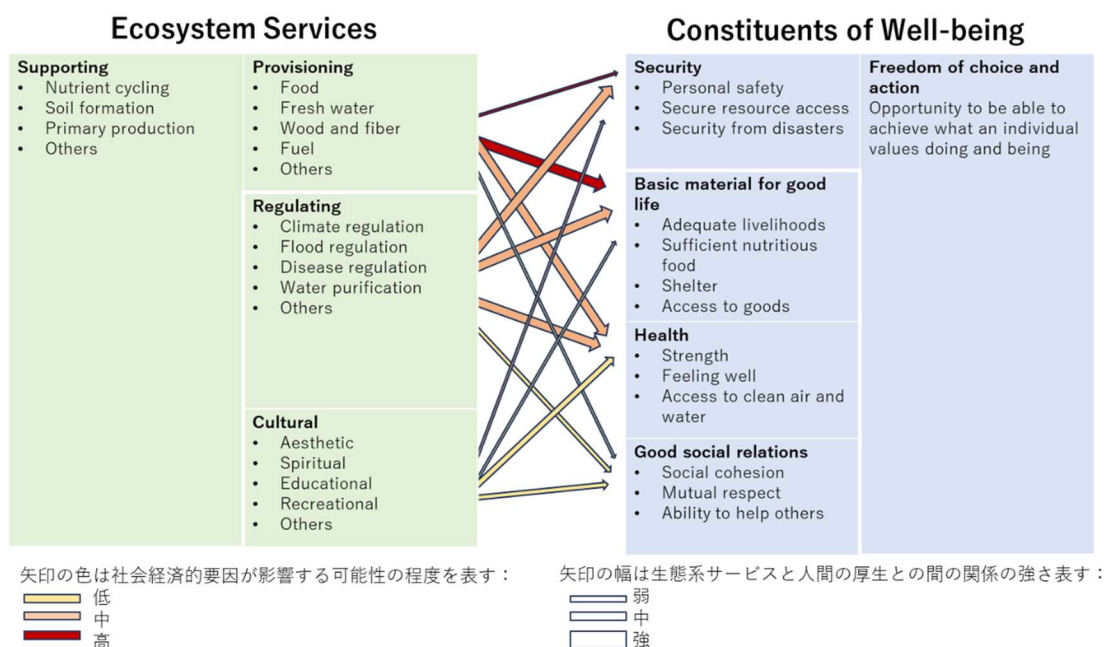 Ecosystem Services
Supporting
• Nutrient cycling
• Soil formation
• Primary production
• Others
Provisioning
• Food
• Fresh water
• Wood and fiber
• Fuel
• Others
Regulating
• Climate regulation
• Flood regulation
• Disease regulation
• Water purification
• Others
Cultural
• Aesthetic
• Spiritual
• Educational
• Recreational
• Others
Constituents of Well-being
Security
• Personal safety
• Secure resource access
• Security from disasters
Basic material for good
life
• Adequate livelihoods
• Sufficient nutritious
food
• Shelter
• Access to goods
Health
• Strength
• Feeling well
• Access to clean air and
water
Good social relations
• Social cohesion
• Mutual respect
• Ability to help others
Freedom of choice and
action
Opportunity to be able to
achieve what an individual
values doing and being
矢印の色は社会経済的要因が影響する可能性の程度を表す：
低
中
高
矢印の幅は生態系サービスと人間の厚生との間の関係の強さ表す：
弱
中
強